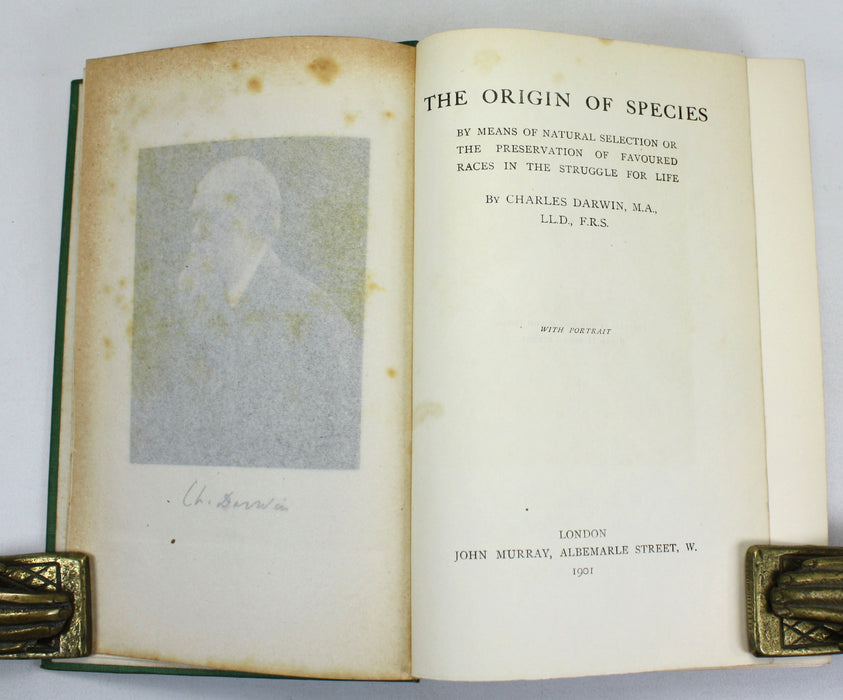 Ch. Darwin
THE ORIGIN OF SPECIES
BY MEANS OF NATURAL SELECTION OR
THE PRESERVATION OF FAVOURED
RACES IN THE STRUGGLE FOR LIFE
BY CHARLES DARWIN, M.A.,
LL.D., F.R.S.
WITH PORTRAIT
LONDON
JOHN MURRAY, ALBEMARLE STREET, W.
1901